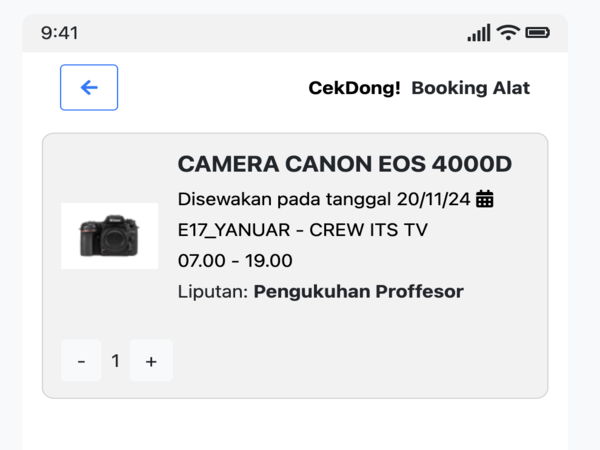 9:41
CekDong! Booking Alat
CAMERA CANON EOS 4000D
Disewakan pada tanggal 20/11/24
E17_YANUAR - CREW ITS TV
07.00 - 19.00
Liputan: Pengukuhan Proffesor
- 1 +